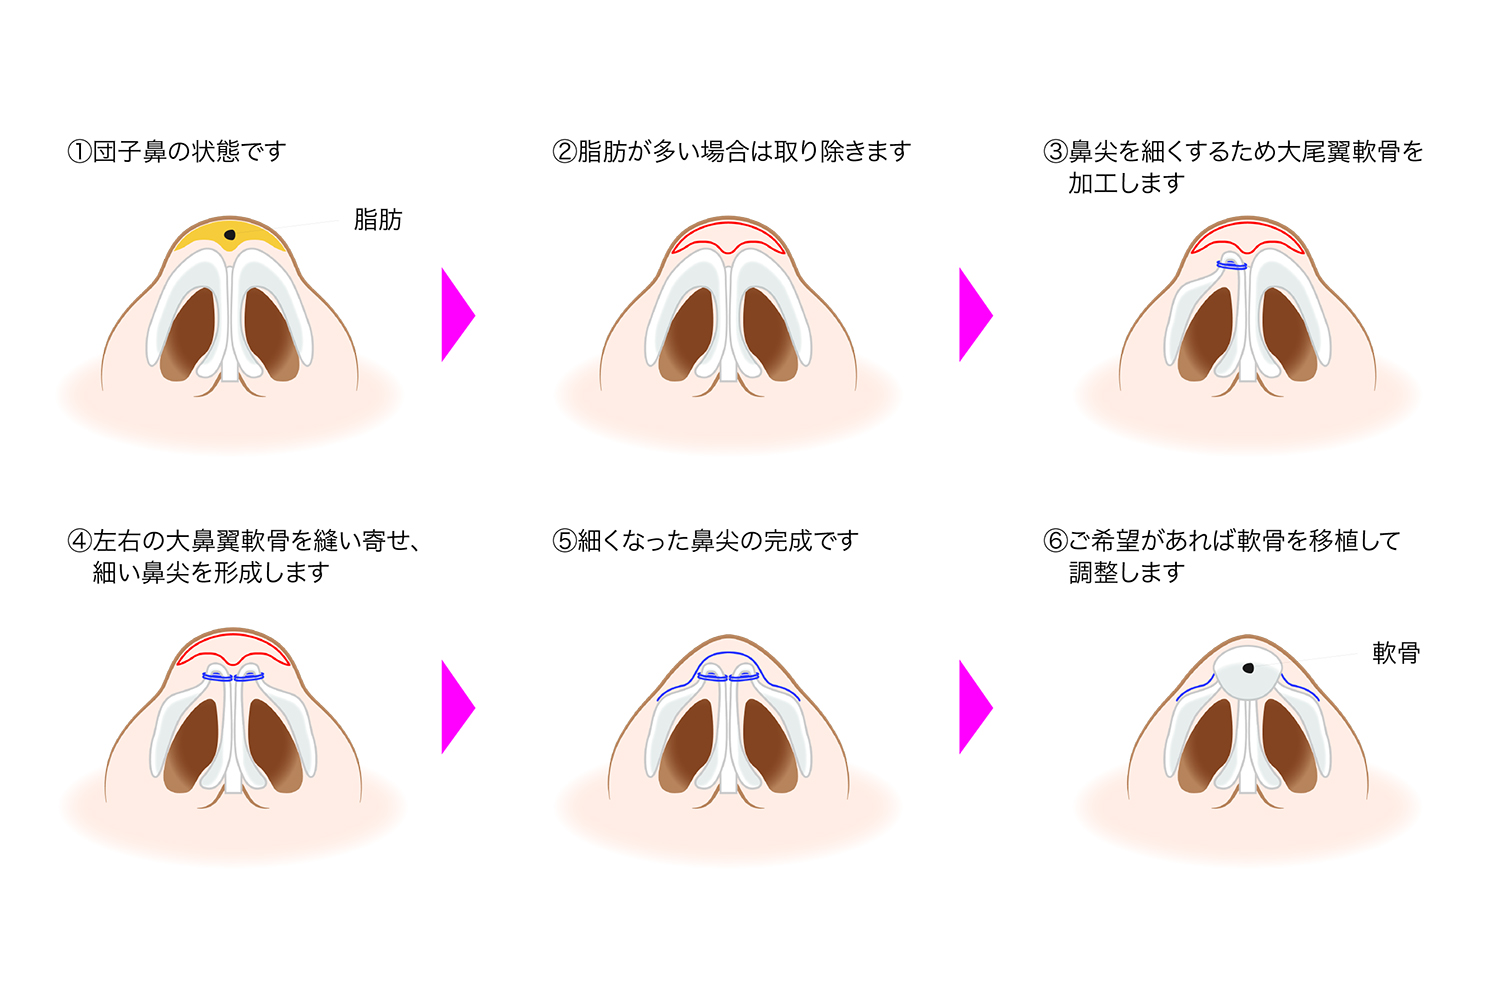 ①団子鼻の状態です
脂肪
②脂肪が多い場合は取り除きます
③鼻尖を細くするため大尾翼軟骨を
加工します
④左右の大鼻翼軟骨を縫い寄せ、
細い鼻尖を形成します
⑤細くなった鼻尖の完成です
⑥ご希望があれば軟骨を移植して
調整します
軟骨